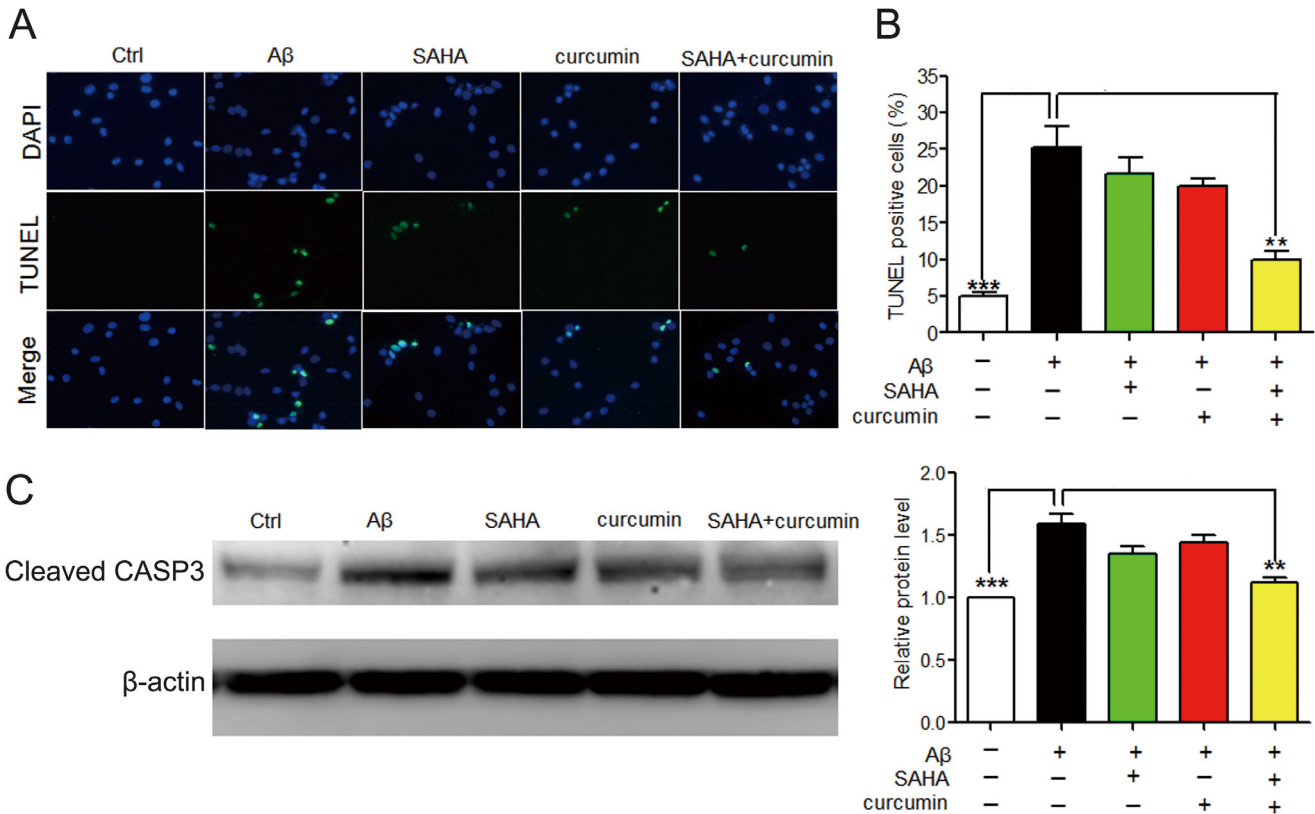 A
Ctrl Aβ SAHA curcumin SAHA+curcumin
DAPI
TUNEL
Merge
B
TUNEL positive cells (%)
35
30
25
20
15
10
5
0
***
**
Aβ − + + + +
SAHA − − + − +
curcumin − − − + +
C
Ctrl Aβ SAHA curcumin SAHA+curcumin
Cleaved CASP3
β-actin
Relative protein level
2.0
1.5
1.0
0.5
0.0
***
**
Aβ − + + + +
SAHA − − + − +
curcumin − − − + +